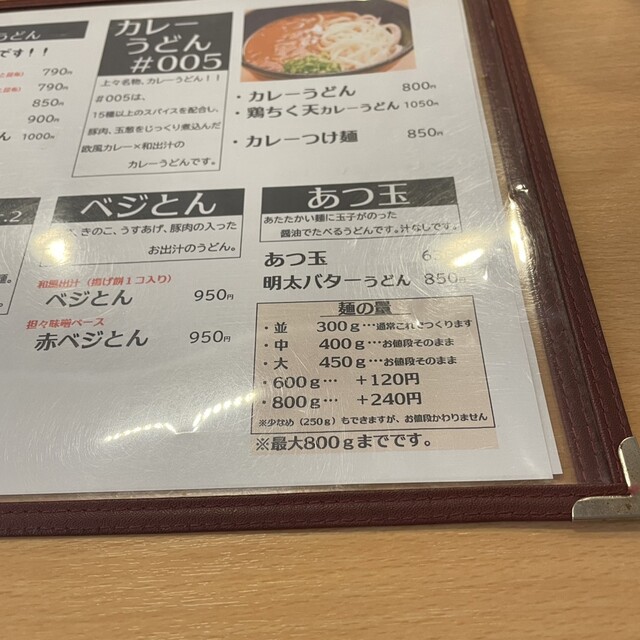 うどん
です！！
790円
790円
850円
900円
1000円
カレー
うどん
#005
上々名物、カレーうどん！！
#005は、
15種以上のスパイスを配合し、
豚肉、玉葱をじっくり煮込んだ
欧風カレー×和出汁の
カレーうどんです。
・カレーうどん 800円
・鶏ちく天カレーうどん 1050円
・カレーつけ麺 850円
.2
麺。
ベジとん
、きのこ、うすあげ、豚肉の入った
お出汁のうどん。
和風出汁（揚げ餅１コ入り）
ベジとん 950円
担々味噌ベース
赤ベジとん 950円
あつ玉
あたたかい麺に玉子がのった
醤油でたべるうどんです。汁なしです。
あつ玉
明太バターうどん 850円
麺の量
・並 300ｇ…通常これでつくります
・中 400ｇ…お値段そのまま
・大 450ｇ…お値段そのまま
・600ｇ… ＋120円
・800ｇ… ＋240円
※少なめ（250ｇ）もできますが、お値段かわりません
※最大800ｇまでです。